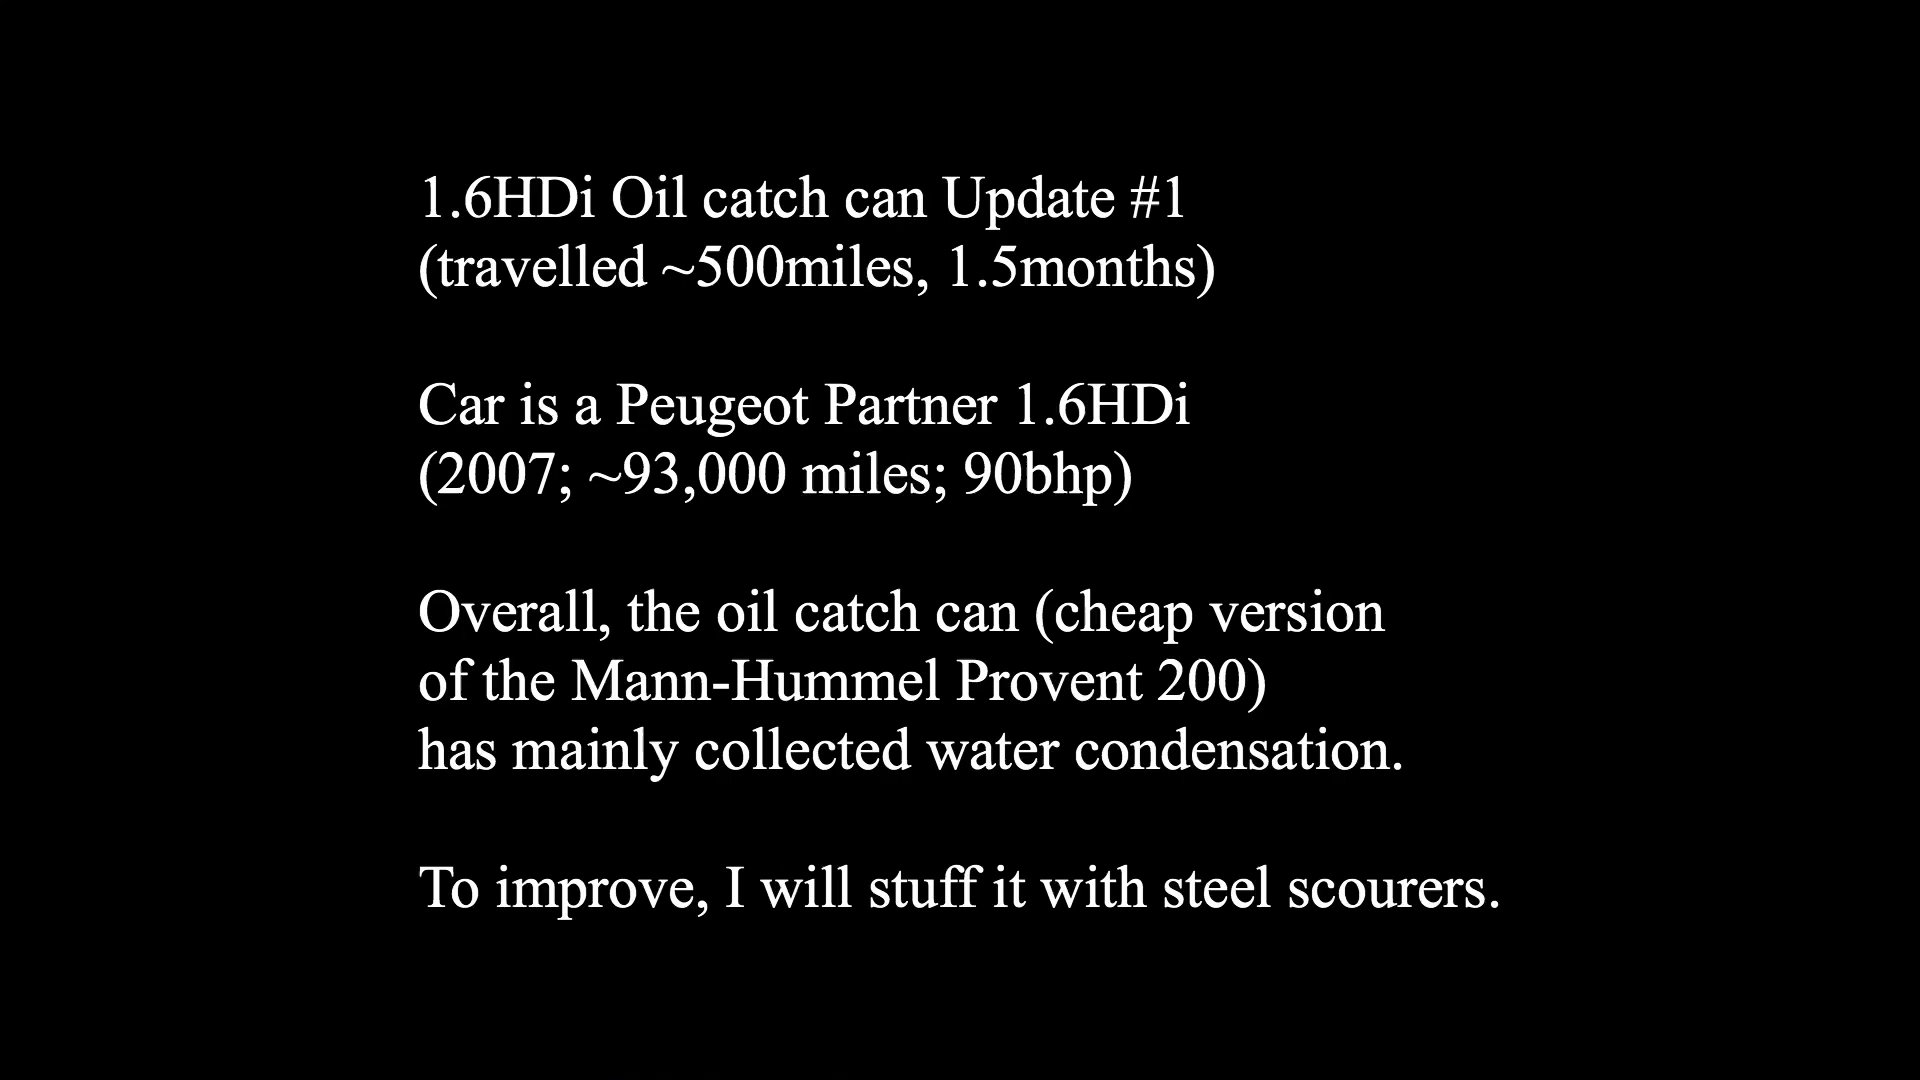 1.6HDi Oil catch can Update #1
(travelled ~500miles, 1.5months)
Car is a Peugeot Partner 1.6HDi
(2007; ~93,000 miles; 90bhp)
Overall, the oil catch can (cheap version
of the Mann-Hummel Provent 200)
has mainly collected water condensation.
To improve, I will stuff it with steel scourers.